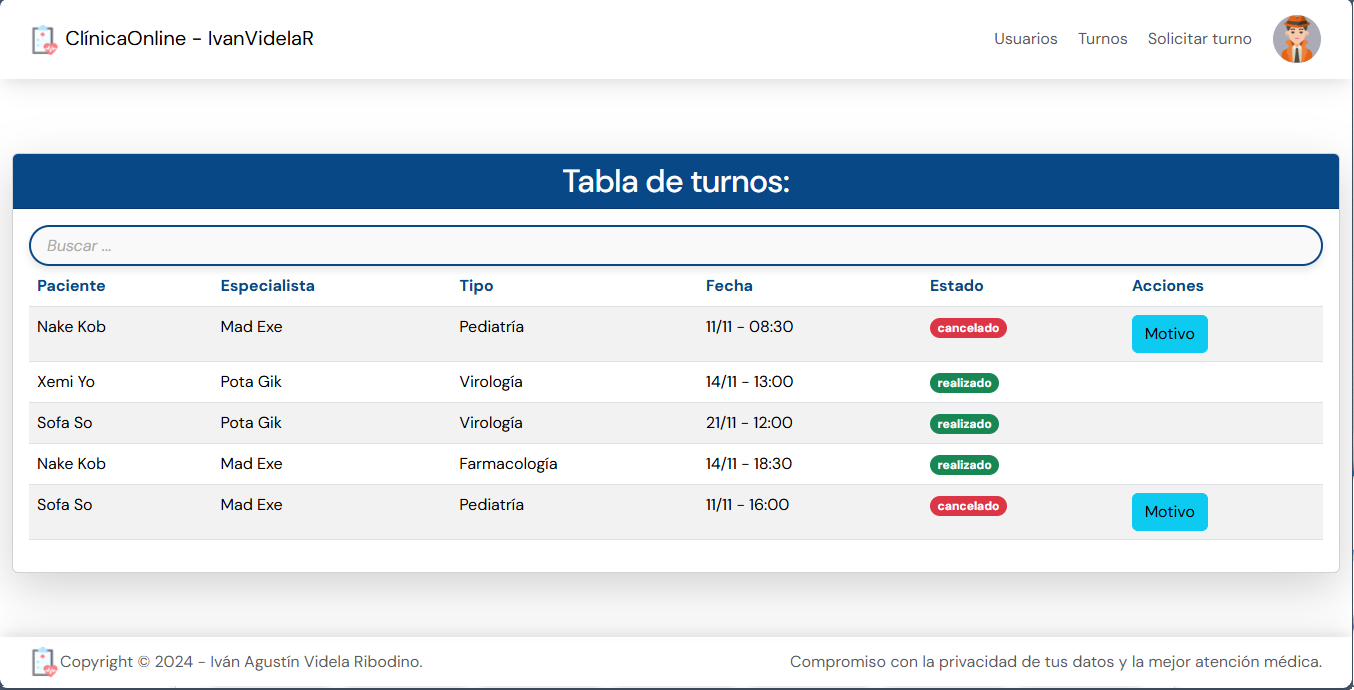 ClínicaOnline - IvanVidelaR Usuarios Turnos Solicitar turno
Tabla de turnos:
Buscar ...
Paciente Especialista Tipo Fecha Estado Acciones
Nake Kob Mad Exe Pediatría 11/11 - 08:30 cancelado Motivo
Xemi Yo Pota Gik Virología 14/11 - 13:00 realizado
Sofa So Pota Gik Virología 21/11 - 12:00 realizado
Nake Kob Mad Exe Farmacología 14/11 - 18:30 realizado
Sofa So Mad Exe Pediatría 11/11 - 16:00 cancelado Motivo
Copyright © 2024 - Iván Agustín Videla Ribodino. Compromiso con la privacidad de tus datos y la mejor atención médica.